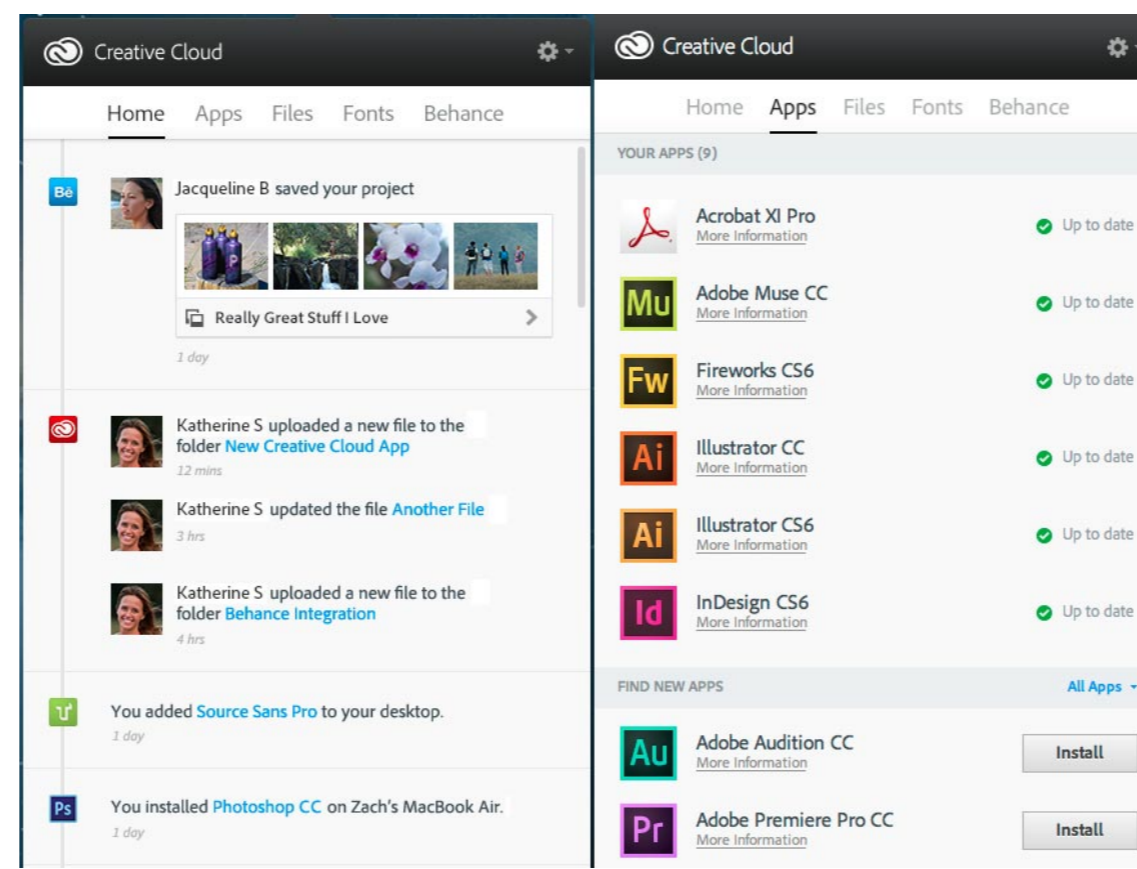 Creative Cloud
Home Apps Files Fonts Behance
Bē
Jacqueline B saved your project
P
Really Great Stuff I Love
1 day
Katherine S uploaded a new file to the
folder New Creative Cloud App
12 mins
Katherine S updated the file Another File
3 hrs
Katherine S uploaded a new file to the
folder Behance Integration
4 hrs
You added Source Sans Pro to your desktop.
1 day
Ps
You installed Photoshop CC on Zach's MacBook Air.
1 day
Creative Cloud
Home Apps Files Fonts Behance
YOUR APPS (9)
Acrobat XI Pro
More Information
Up to date
Mu
Adobe Muse CC
More Information
Up to date
Fw
Fireworks CS6
More Information
Up to date
Ai
Illustrator CC
More Information
Up to date
Ai
Illustrator CS6
More Information
Up to date
Id
InDesign CS6
More Information
Up to date
FIND NEW APPS
All Apps
Au
Adobe Audition CC
More Information
Install
Pr
Adobe Premiere Pro CC
More Information
Install